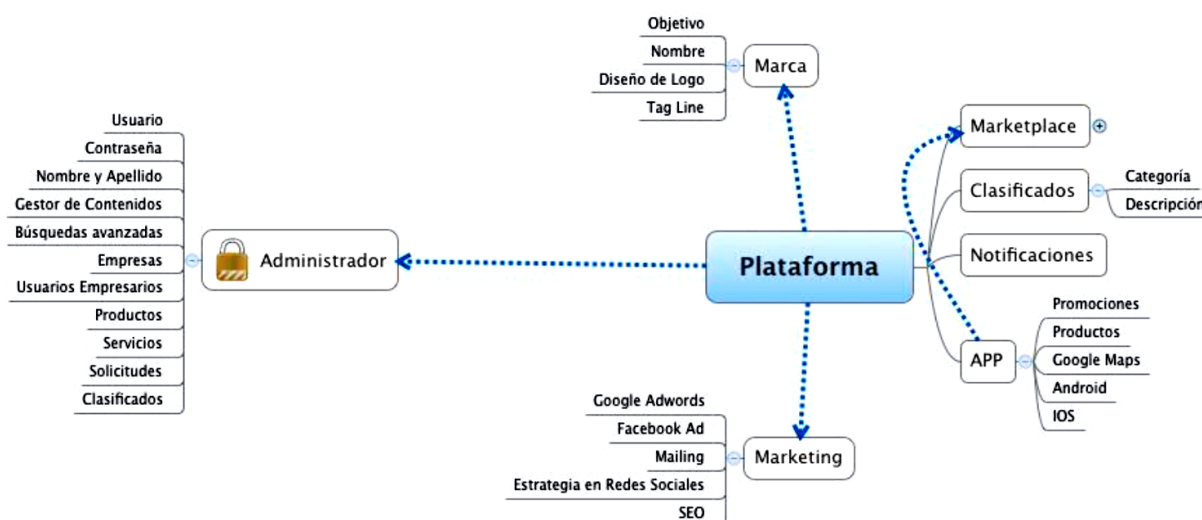 Objetivo
Nombre
Diseño de Logo
Tag Line
Marca
Usuario
Contraseña
Nombre y Apellido
Gestor de Contenidos
Búsquedas avanzadas
Empresas
Usuarios Empresarios
Productos
Servicios
Solicitudes
Clasificados
Administrador
Plataforma
Marketplace
Clasificados
Categoría
Descripción
Notificaciones
APP
Promociones
Productos
Google Maps
Android
IOS
Google Adwords
Facebook Ad
Mailing
Estrategia en Redes Sociales
SEO
Marketing